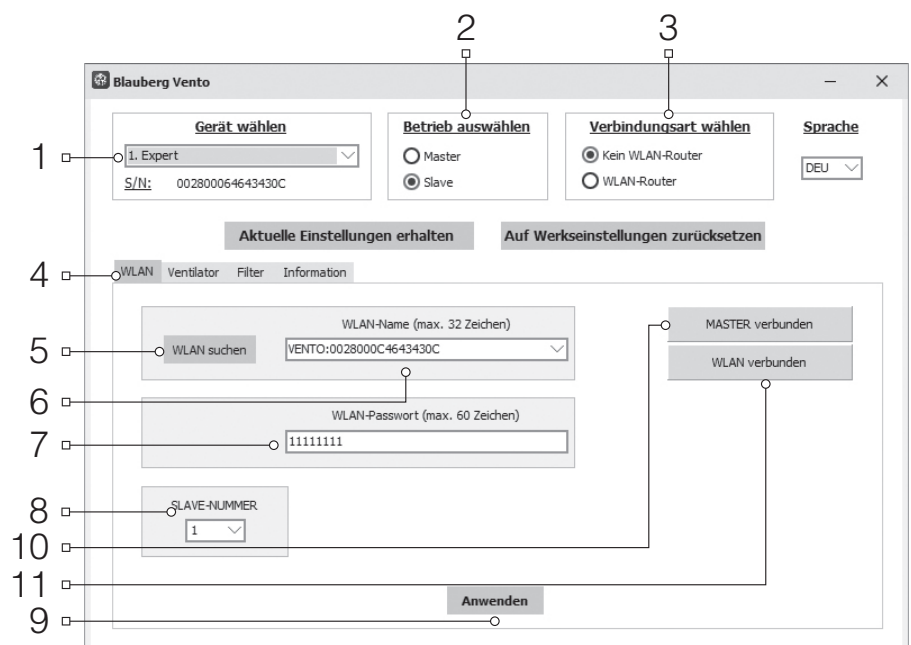 2
3
Blauberg Vento
Gerät wählen
Betrieb auswählen
Verbindungsart wählen
Sprache
1
1. Expert
Master
Kein WLAN-Router
DEU
S/N: 002800064643430C
Slave
WLAN-Router
Aktuelle Einstellungen erhalten
Auf Werkseinstellungen zurücksetzen
4
WLAN Ventilator Filter Information
WLAN-Name (max. 32 Zeichen)
MASTER verbunden
5
WLAN suchen
VENTO:0028000C4643430C
WLAN verbunden
6
WLAN-Passwort (max. 60 Zeichen)
7
11111111
8
SLAVE-NUMMER
1
10
11
Anwenden
9